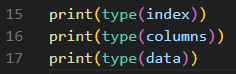 15 print(type(index))
16 print(type(columns))
17 print(type(data))